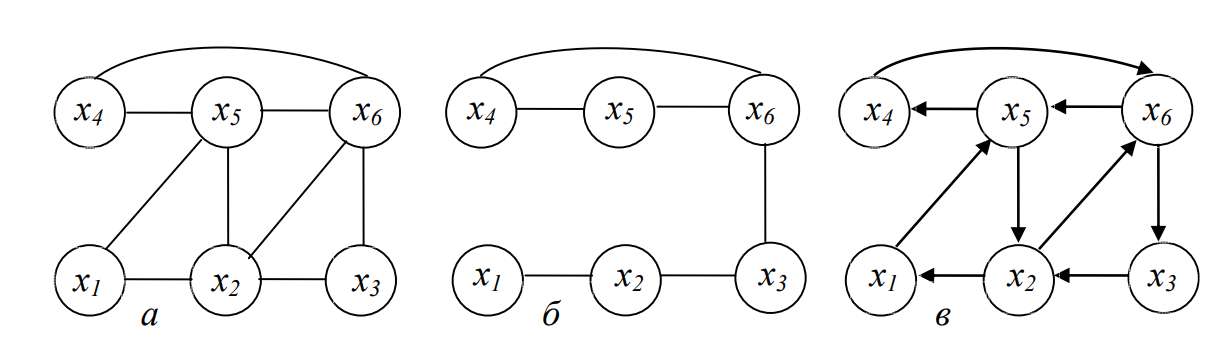 x4 x5 x6 x4 x5 x6 x4 x5 x6
x1 x2 x3 x1 x2 x3 x1 x2 x3
а б в